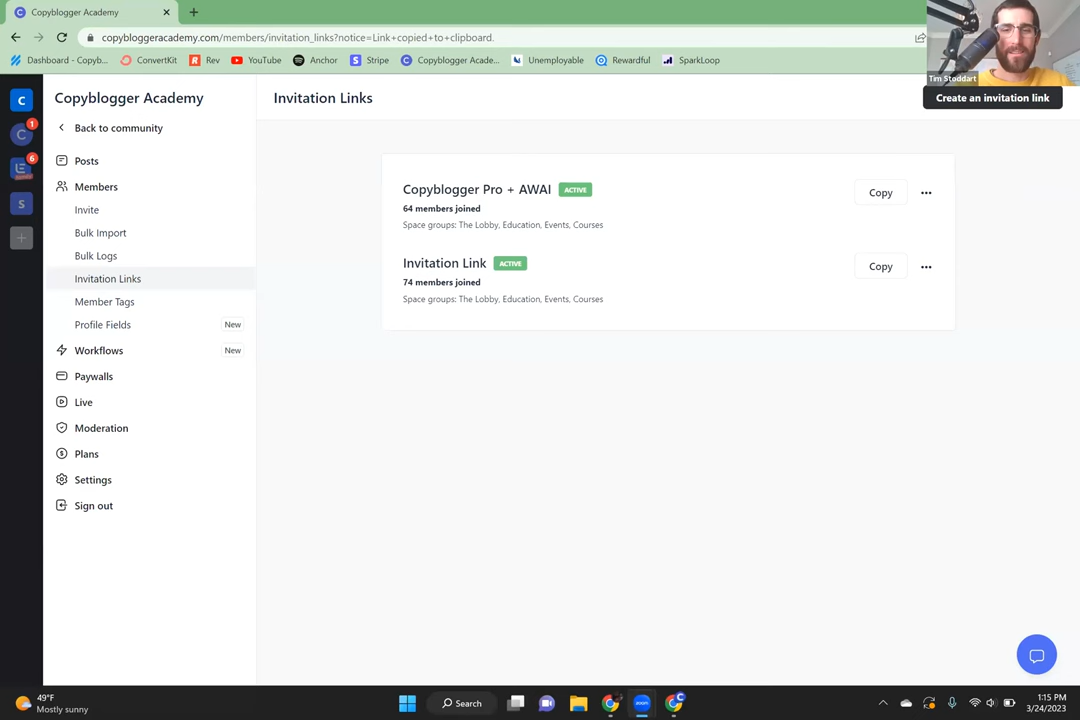 Copyblogger Academy
copybloggeracademy.com/members/invitation_links?notice=Link+copied+to+clipboard.
Dashboard - Copyb...
ConvertKit
Rev
YouTube
Anchor
Stripe
Copyblogger Acade...
Unemployable
Rewardful
SparkLoop
Tim Stoddart
C
C
1
6
S
Copyblogger Academy
Back to community
Posts
Members
Invite
Bulk Import
Bulk Logs
Invitation Links
Member Tags
Profile Fields New
Workflows New
Paywalls
Live
Moderation
Plans
Settings
Sign out
Invitation Links
Create an invitation link
Copyblogger Pro + AWAI ACTIVE
64 members joined
Space groups: The Lobby, Education, Events, Courses
Copy
Invitation Link ACTIVE
74 members joined
Space groups: The Lobby, Education, Events, Courses
Copy
49°F
Mostly sunny
Search
zoom
1:15 PM
3/24/2023